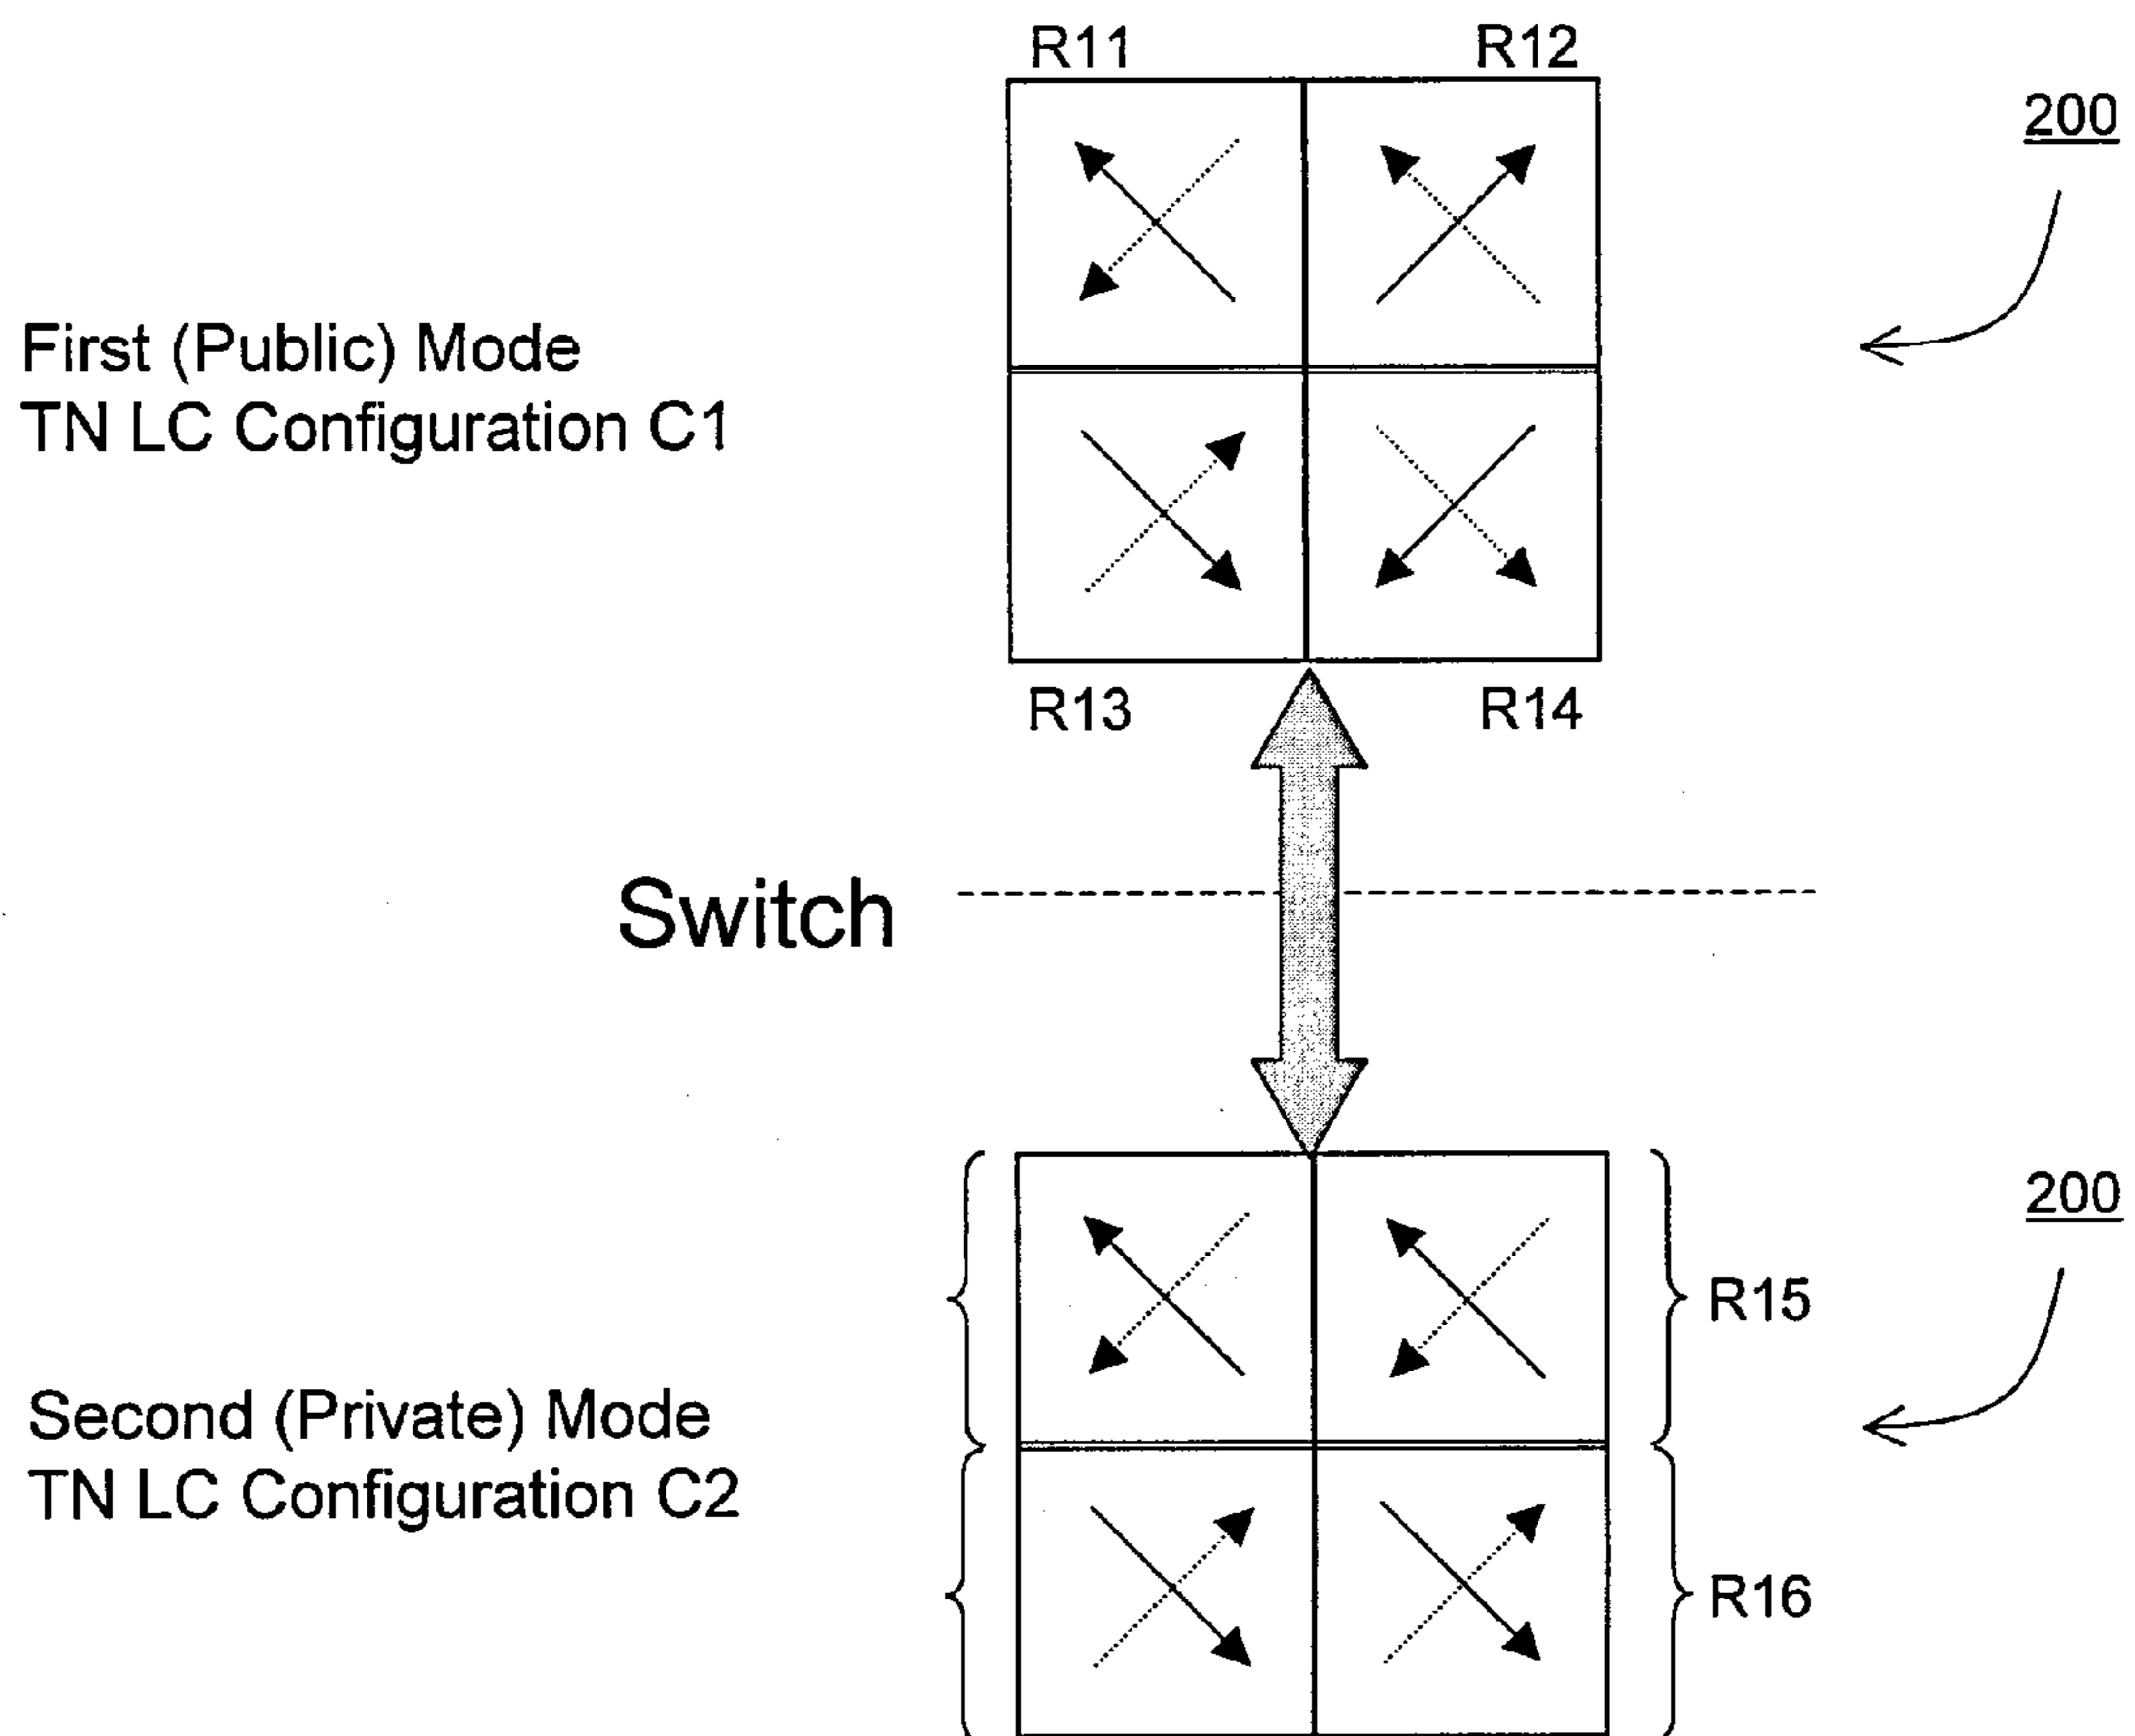 R11 R12
200
First (Public) Mode
TN LC Configuration C1
R13 R14
Switch
200
R15
Second (Private) Mode
TN LC Configuration C2
R16